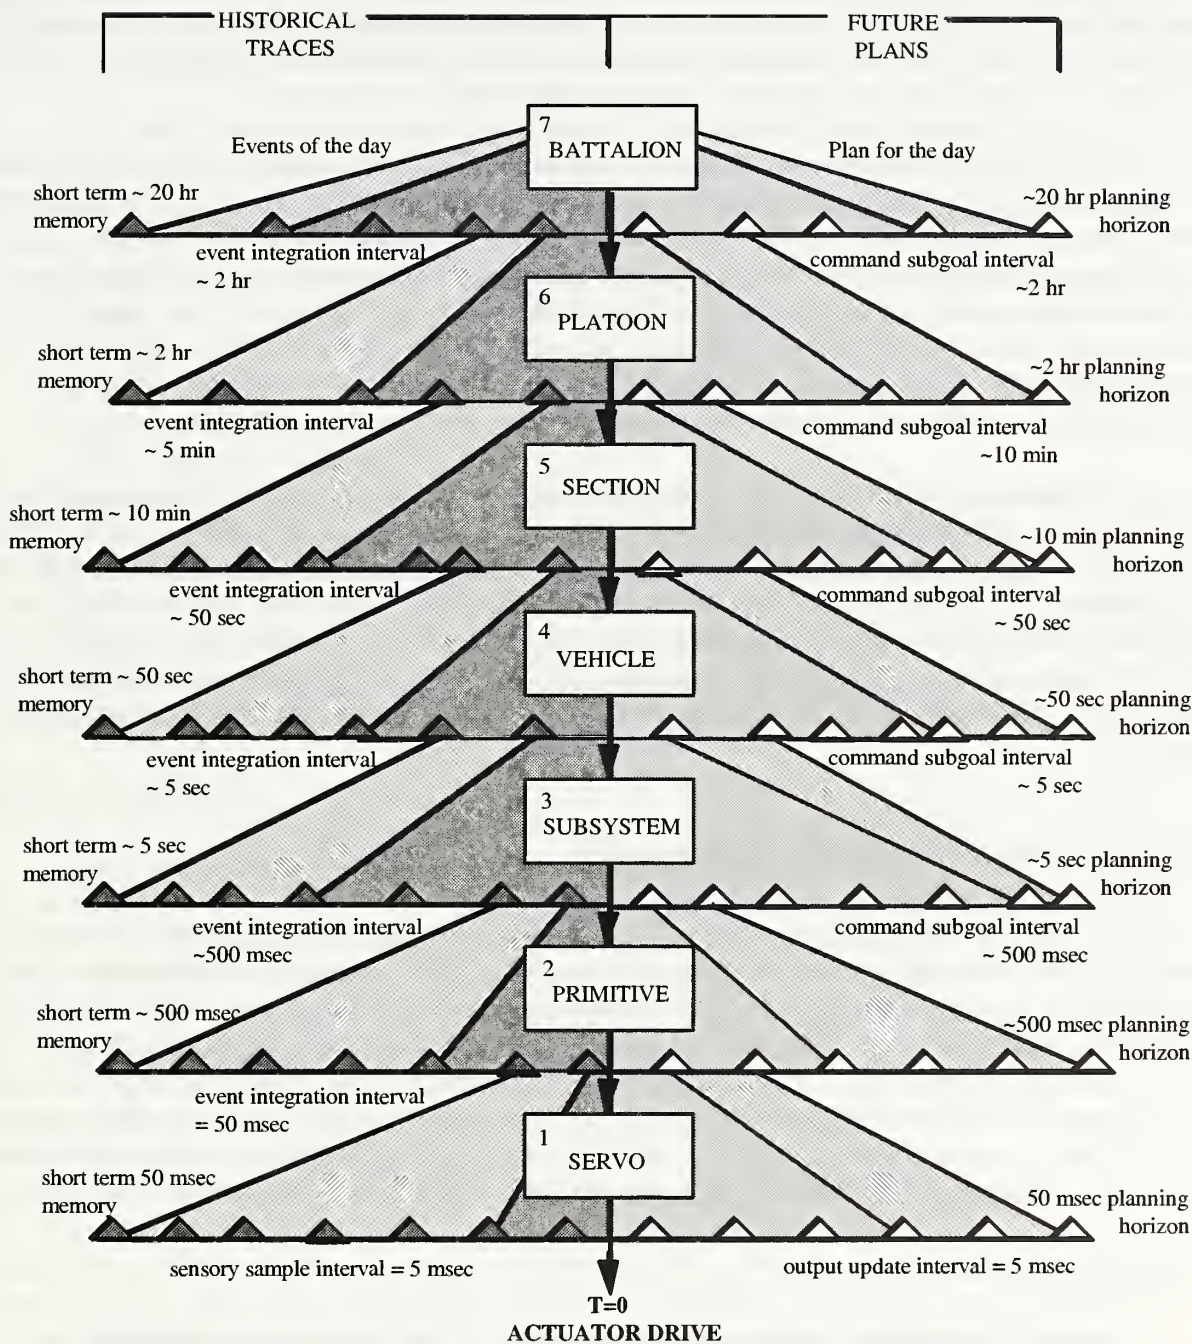 HISTORICAL
TRACES
FUTURE
PLANS
7
BATTALION
Events of the day
Plan for the day
short term ~ 20 hr
memory
~20 hr planning
horizon
event integration interval
~ 2 hr
command subgoal interval
~2 hr
6
PLATOON
short term ~ 2 hr
memory
~2 hr planning
horizon
event integration interval
~ 5 min
command subgoal interval
~10 min
5
SECTION
short term ~ 10 min
memory
~10 min planning
horizon
event integration interval
~ 50 sec
command subgoal interval
~ 50 sec
4
VEHICLE
short term ~ 50 sec
memory
~50 sec planning
horizon
event integration interval
~ 5 sec
command subgoal interval
~ 5 sec
3
SUBSYSTEM
short term ~ 5 sec
memory
~5 sec planning
horizon
event integration interval
~500 msec
command subgoal interval
~ 500 msec
2
PRIMITIVE
short term ~ 500 msec
memory
~500 msec planning
horizon
event integration interval
= 50 msec
1
SERVO
short term 50 msec
memory
50 msec planning
horizon
sensory sample interval = 5 msec
output update interval = 5 msec
T=0
ACTUATOR DRIVE